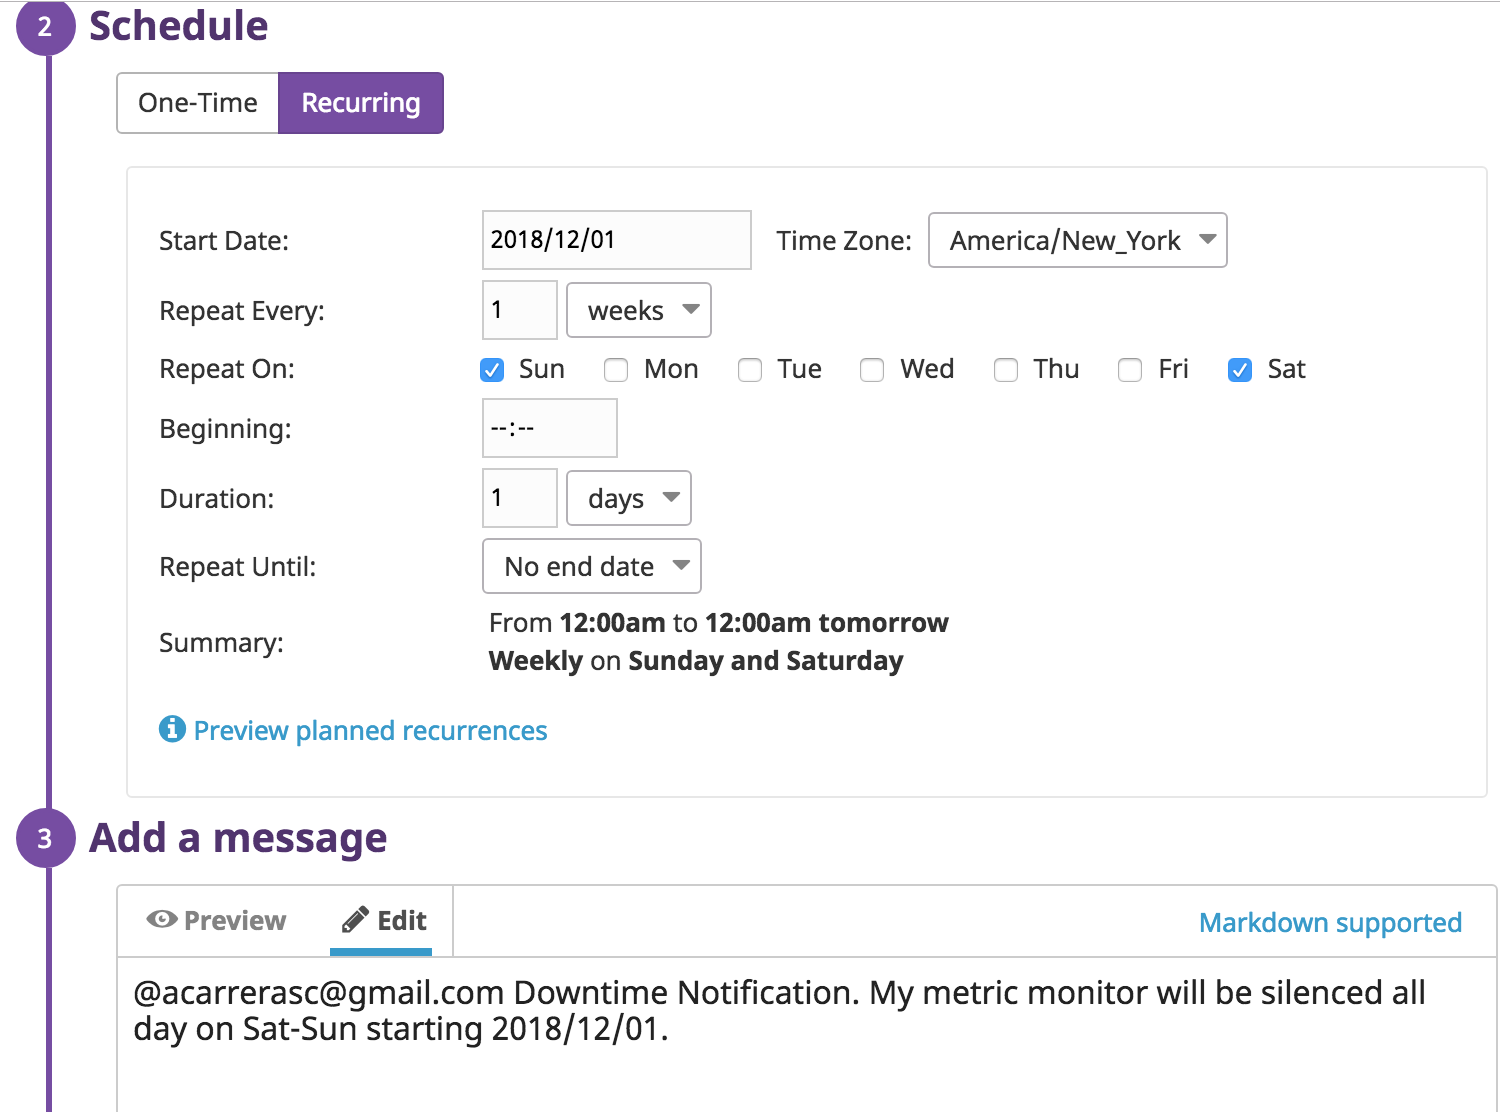 2 Schedule
One-Time Recurring
Start Date: 2018/12/01 Time Zone: America/New_York
Repeat Every: 1 weeks
Repeat On: Sun Mon Tue Wed Thu Fri Sat
Beginning: --:--
Duration: 1 days
Repeat Until: No end date
Summary: From 12:00am to 12:00am tomorrow
Weekly on Sunday and Saturday
Preview planned recurrences
3 Add a message
Preview Edit Markdown supported
@acarrerasc@gmail.com Downtime Notification. My metric monitor will be silenced all
day on Sat-Sun starting 2018/12/01.